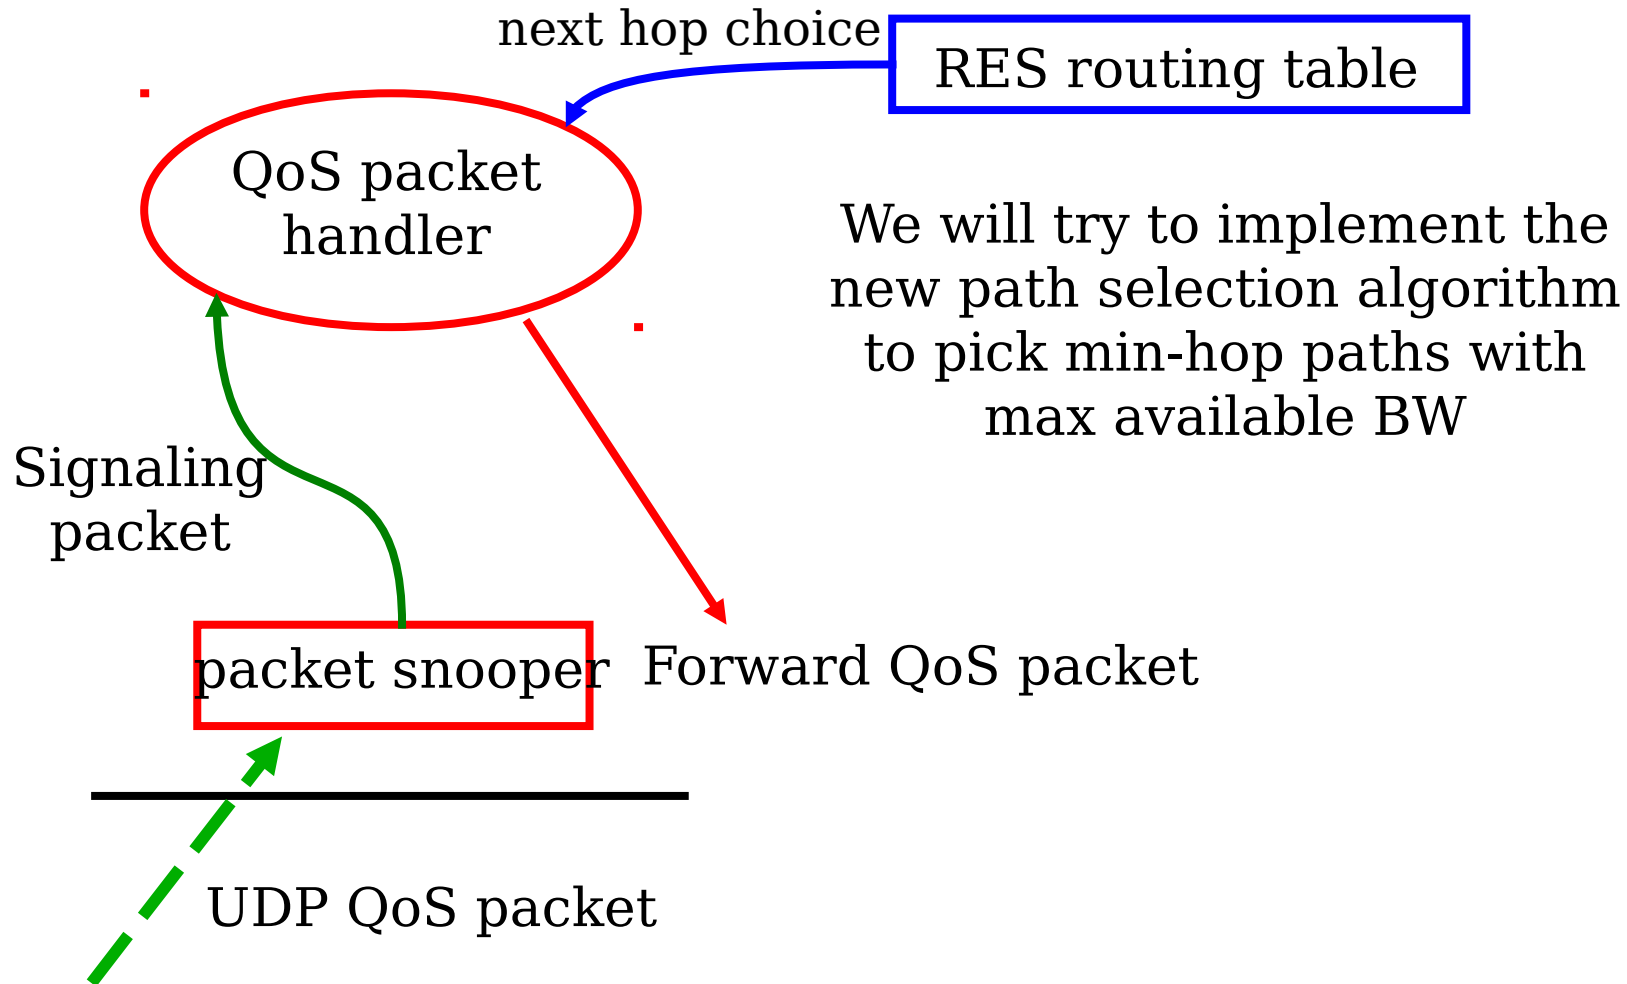 next hop choice
RES routing table
QoS packet
handler
We will try to implement the
new path selection algorithm
to pick min-hop paths with
max available BW
Signaling
packet
packet snooper
Forward QoS packet
UDP QoS packet